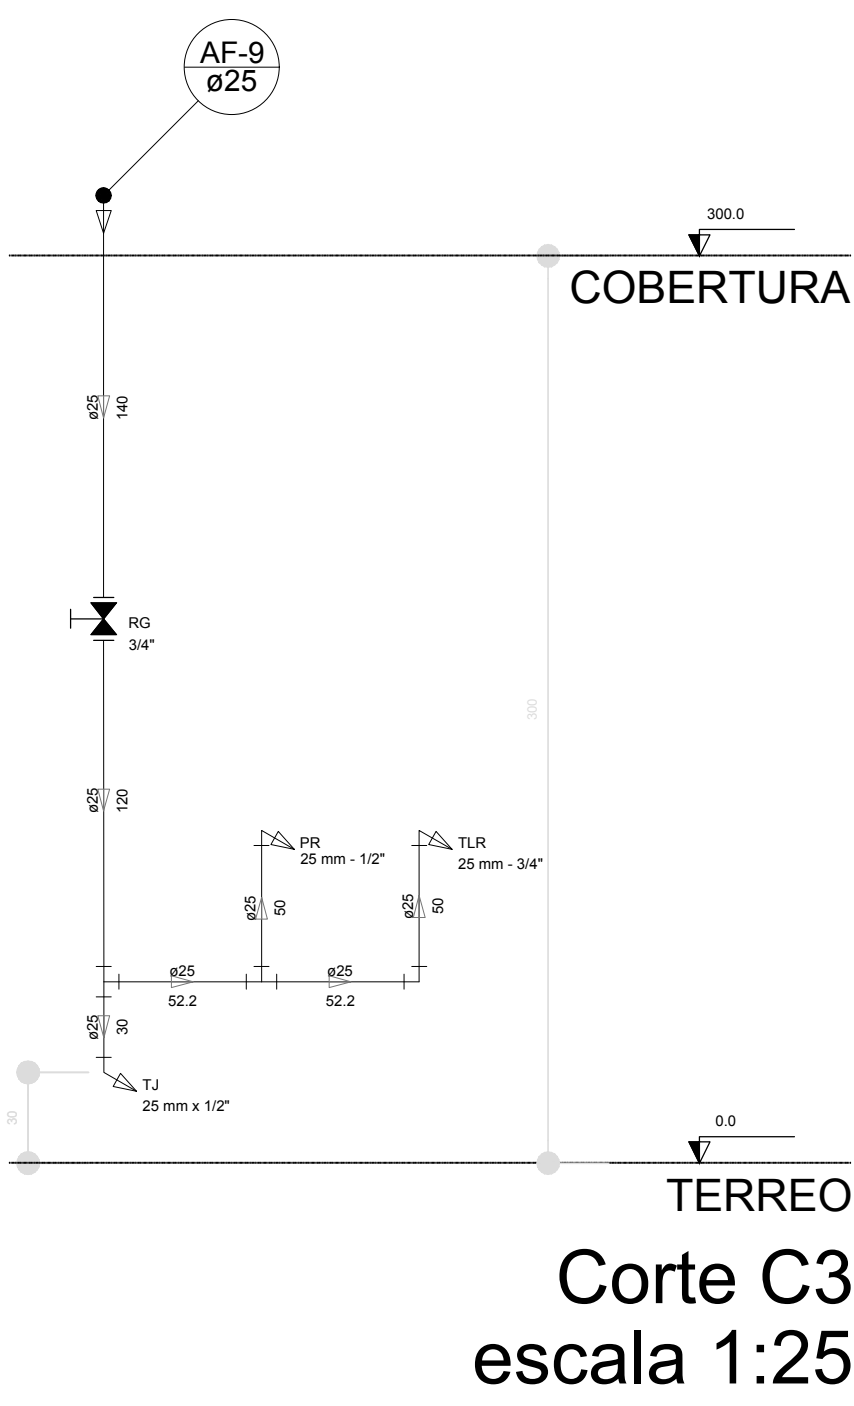 AF-9
ø25
300.0
COBERTURA
ø25
140
RG
3/4"
300
ø25
120
PR
25 mm - 1/2"
TLR
25 mm - 3/4"
ø25
50
ø25
50
ø25
52.2
ø25
52.2
ø25
30
TJ
25 mm x 1/2"
30
0.0
TERREO
Corte C3
escala 1:25